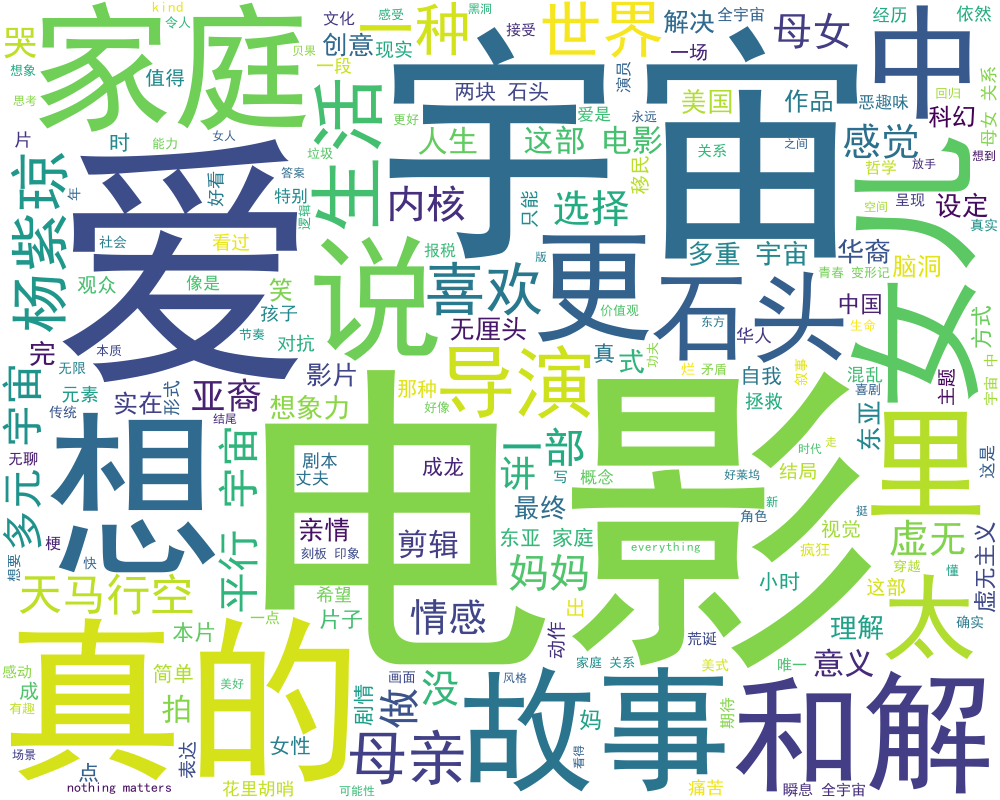 哭
kind
令人
家庭
文化
感受
黑洞
一种
接受
世界
解决
全宇宙
母女
经历
依然
中
想象
思考
值得
创意
现实
贝果
一段
宇宙
一场
演员
两块 石头
美国
作品
恶趣味
科幻
回归
母女 关系
片
时
能力
女人
垃圾
生活
更好
爱是
永远
人生
这部 电影
关系
之间
感觉
哲学
想到
放手
杨紫琼
年
爱
好看
答案
特别
逻辑
内核
只能
选择
移民
空间
呈现
设定
真实
女儿
社会
看过
说
报税
喜欢
版
更
多重 宇宙
华裔
青春 变形记
脑洞
观众
像是
笑
孩子
节奏
对抗
价值观
石头
东方
华人
中国
生命
方式
完
无限
本质
无厘头
真
式
功夫
导演
烂
矛盾
自我
叙事
混乱
喜剧
主题
宇宙 中
多元 宇宙
元素
传统
实在
形式
亚裔
影片
那种
想象力
好像
拯救
无聊
想
结尾
平行 宇宙
剧本
丈夫
成龙
讲
一部
电影
写
概念
好莱坞
时代
走
结局
新
东亚
里
这是
最终
角色
挺
视觉
梗
想要
快
亲情
刻板 印象
剪辑
东亚 家庭
everything
疯狂
虚无
穿越
懂
虚无主义
天马行空
希望
妈妈
小时
这部
太
确实
真的
一点
片子
情感
庄
动作
荒诞
理解
本片
感动
成
有趣
简单
美好
拍
剧情
画面
做
没
家庭 关系
风格
故事
妈
美式
期待
唯一
意义
和解
场景
点
表达
女性
母亲
看得
nothing matters
花里胡哨
可能性
痛苦
瞬息 全宇宙